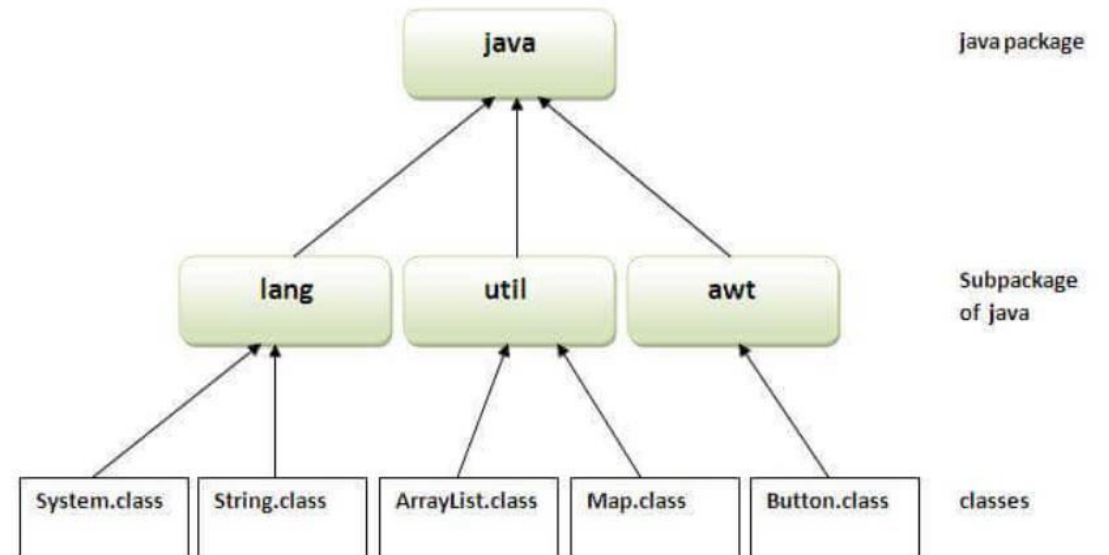 java
java package
lang
util
awt
Subpackage
of java
System.class
String.class
ArrayList.class
Map.class
Button.class
classes